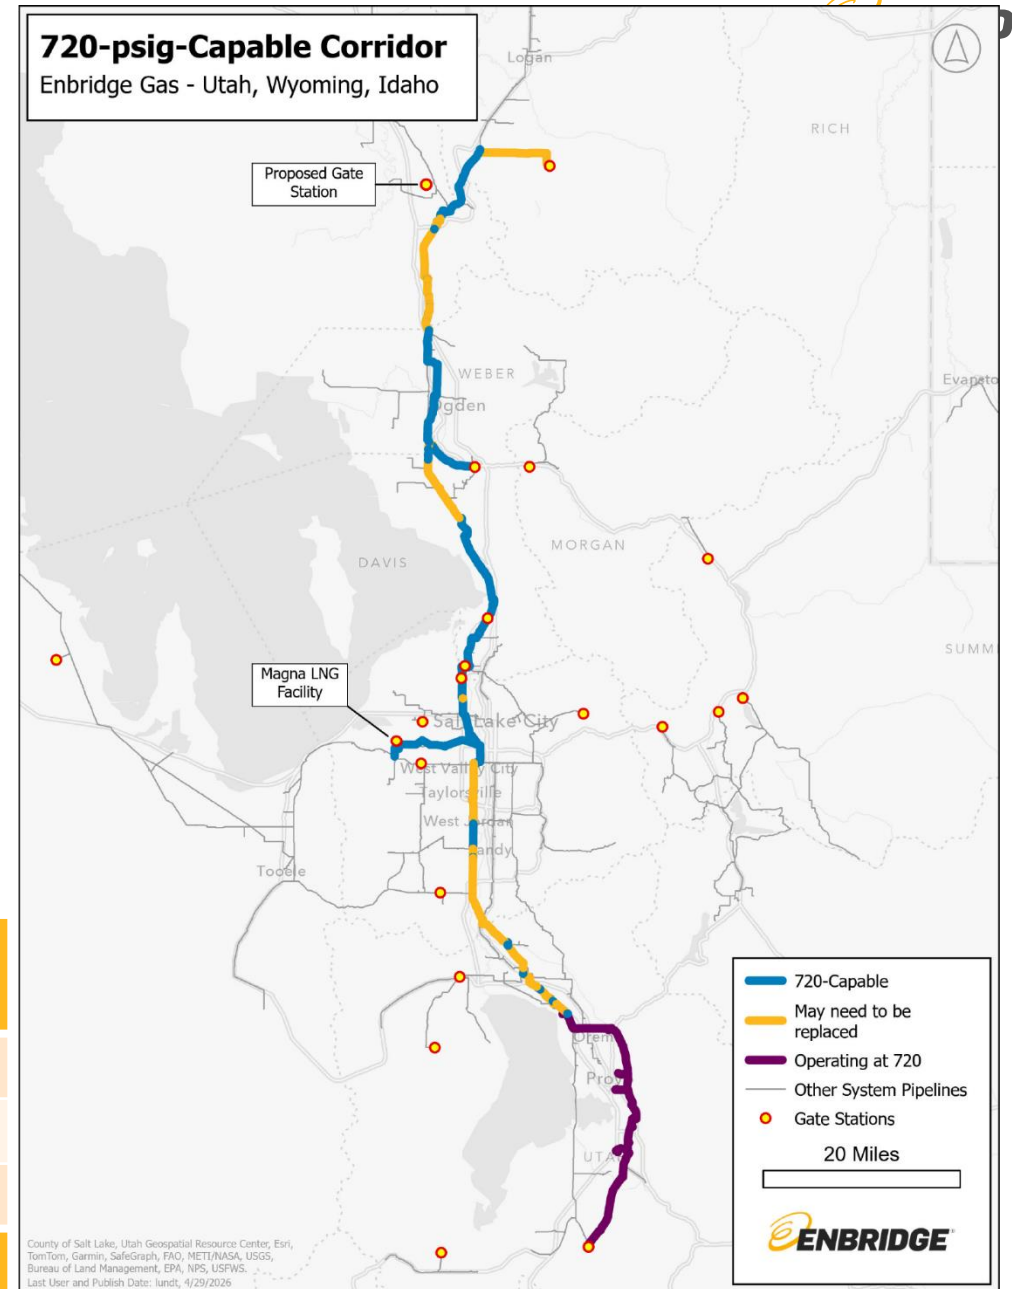 720-psig-Capable Corridor
Enbridge Gas - Utah, Wyoming, Idaho
Logan
RICH
Proposed Gate
Station
WEBER
Ogden
Evansto
MORGAN
DAVIS
SUMMI
Magna LNG
Facility
Salt Lake City
West Valley City
Taylorsville
West Jordan
Sandy
Tooele
Orem
Provo
UTAH
720-Capable
May need to be
replaced
Operating at 720
Other System Pipelines
Gate Stations
20 Miles
ENBRIDGE
County of Salt Lake, Utah Geospatial Resource Center, Esri,
TomTom, Garmin, SafeGraph, FAO, METI/NASA, USGS,
Bureau of Land Management, EPA, NPS, USFWS.
Last User and Publish Date: lundt, 4/29/2026